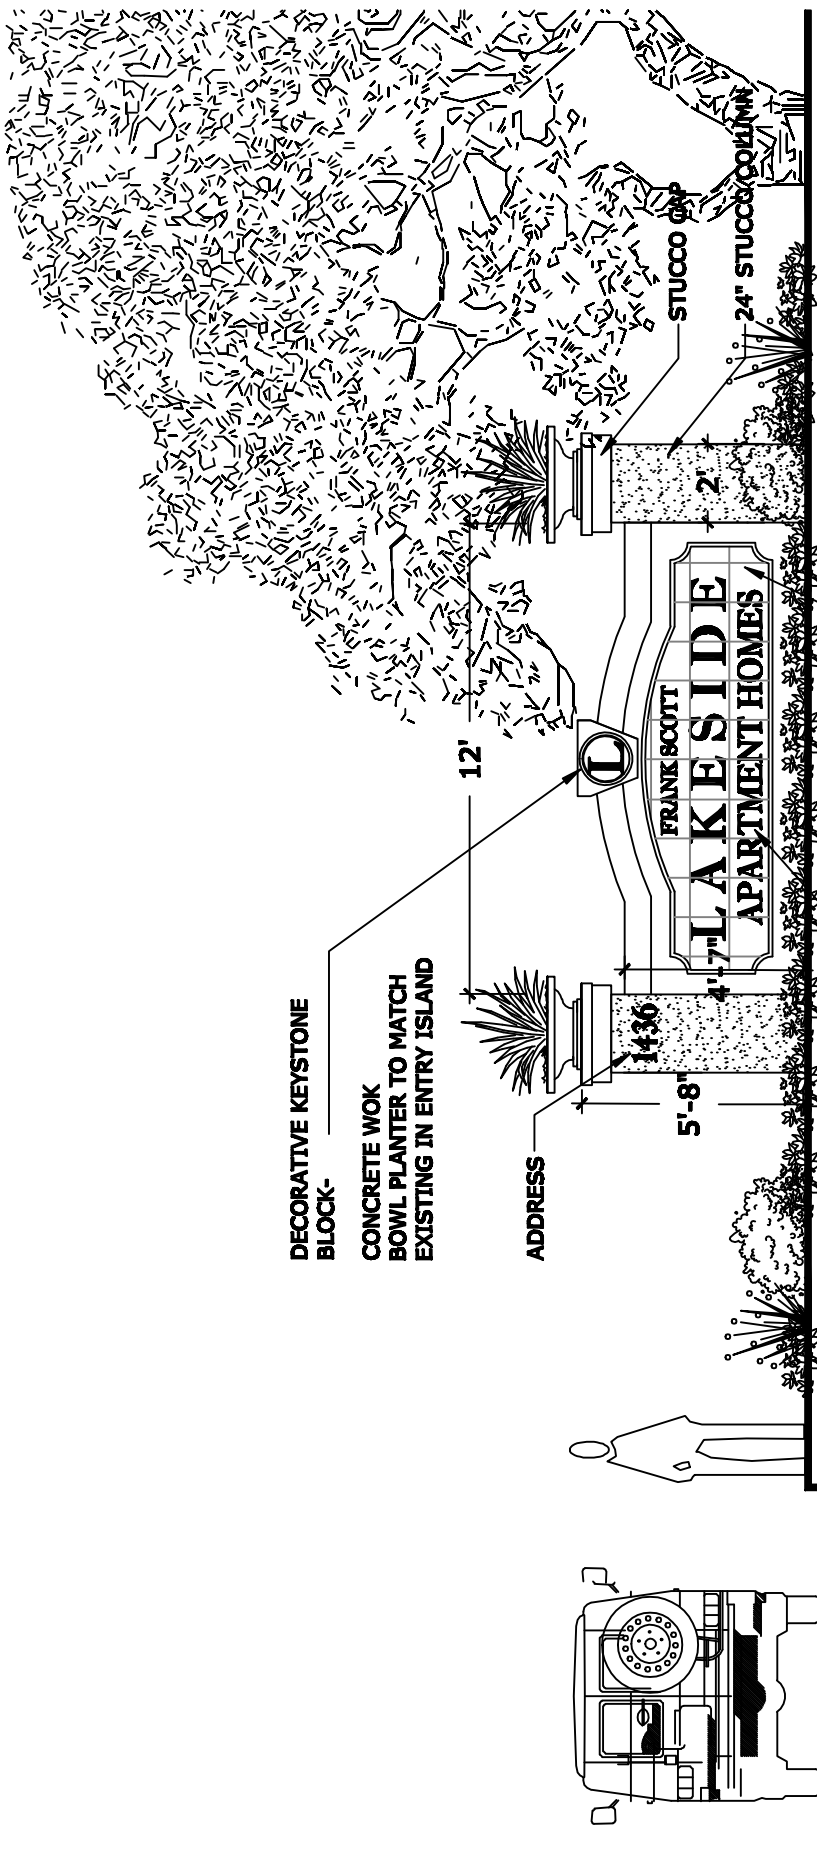 DECORATIVE KEYSTONE
BLOCK-
CONCRETE WOK
BOWL PLANTER TO MATCH
EXISTING IN ENTRY ISLAND
12'
ADDRESS
L
STUCCO CAP
24" STUCCO COLUMN
1436
FRANK SCOTT
LAKESIDE
APARTMENT HOMES
2'
4'-7"
5'-8"